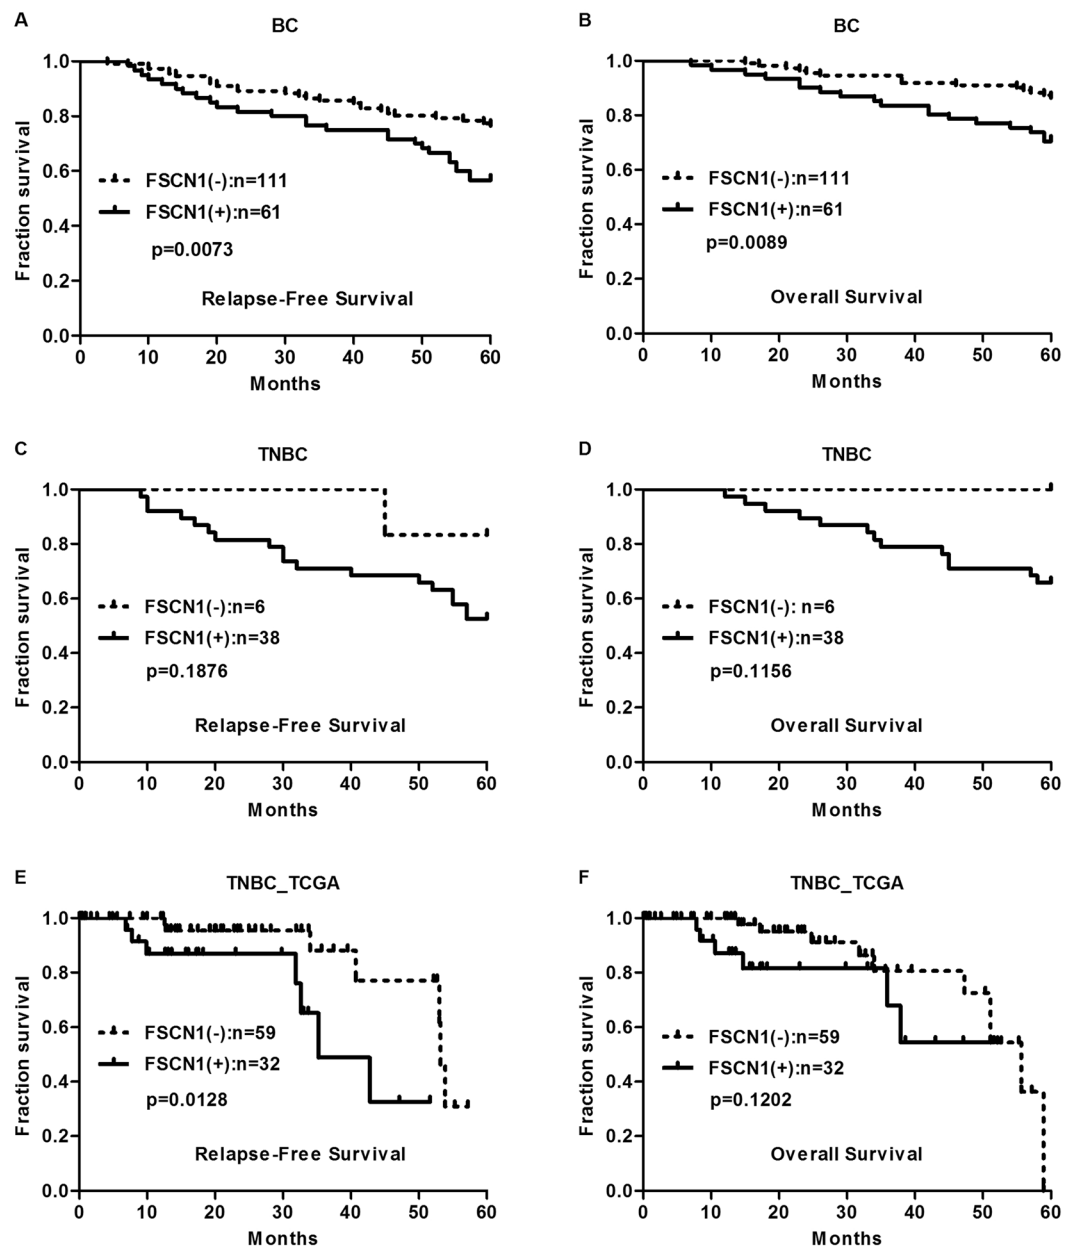 A
BC
Fraction survival
1.0
0.8
0.6
0.4
0.2
0.0
FSCN1(-):n=111
FSCN1(+):n=61
p=0.0073
Relapse-Free Survival
0 10 20 30 40 50 60
Months
B
BC
Fraction survival
1.0
0.8
0.6
0.4
0.2
0.0
FSCN1(-):n=111
FSCN1(+):n=61
p=0.0089
Overall Survival
0 10 20 30 40 50 60
Months
C
TNBC
Fraction survival
1.0
0.8
0.6
0.4
0.2
0.0
FSCN1(-):n=6
FSCN1(+):n=38
p=0.1876
Relapse-Free Survival
0 10 20 30 40 50 60
Months
D
TNBC
Fraction survival
1.0
0.8
0.6
0.4
0.2
0.0
FSCN1(-): n=6
FSCN1(+):n=38
p=0.1156
Overall Survival
0 10 20 30 40 50 60
Months
E
TNBC_TCGA
Fraction survival
1.0
0.8
0.6
0.4
0.2
0.0
FSCN1(-):n=59
FSCN1(+):n=32
p=0.0128
Relapse-Free Survival
0 10 20 30 40 50 60
Months
F
TNBC_TCGA
Fraction survival
1.0
0.8
0.6
0.4
0.2
0.0
FSCN1(-):n=59
FSCN1(+):n=32
p=0.1202
Overall Survival
0 10 20 30 40 50 60
Months